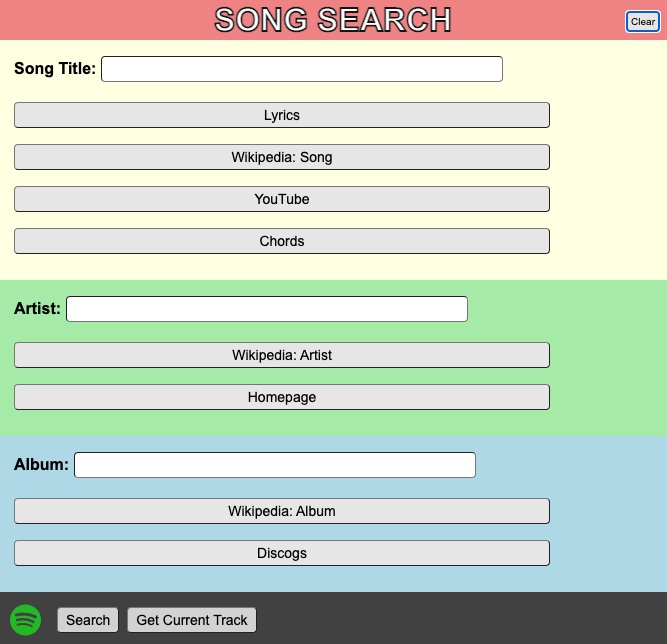 SONG SEARCH
Clear
Song Title:
Lyrics
Wikipedia: Song
YouTube
Chords
Artist:
Wikipedia: Artist
Homepage
Album:
Wikipedia: Album
Discogs
Search Get Current Track